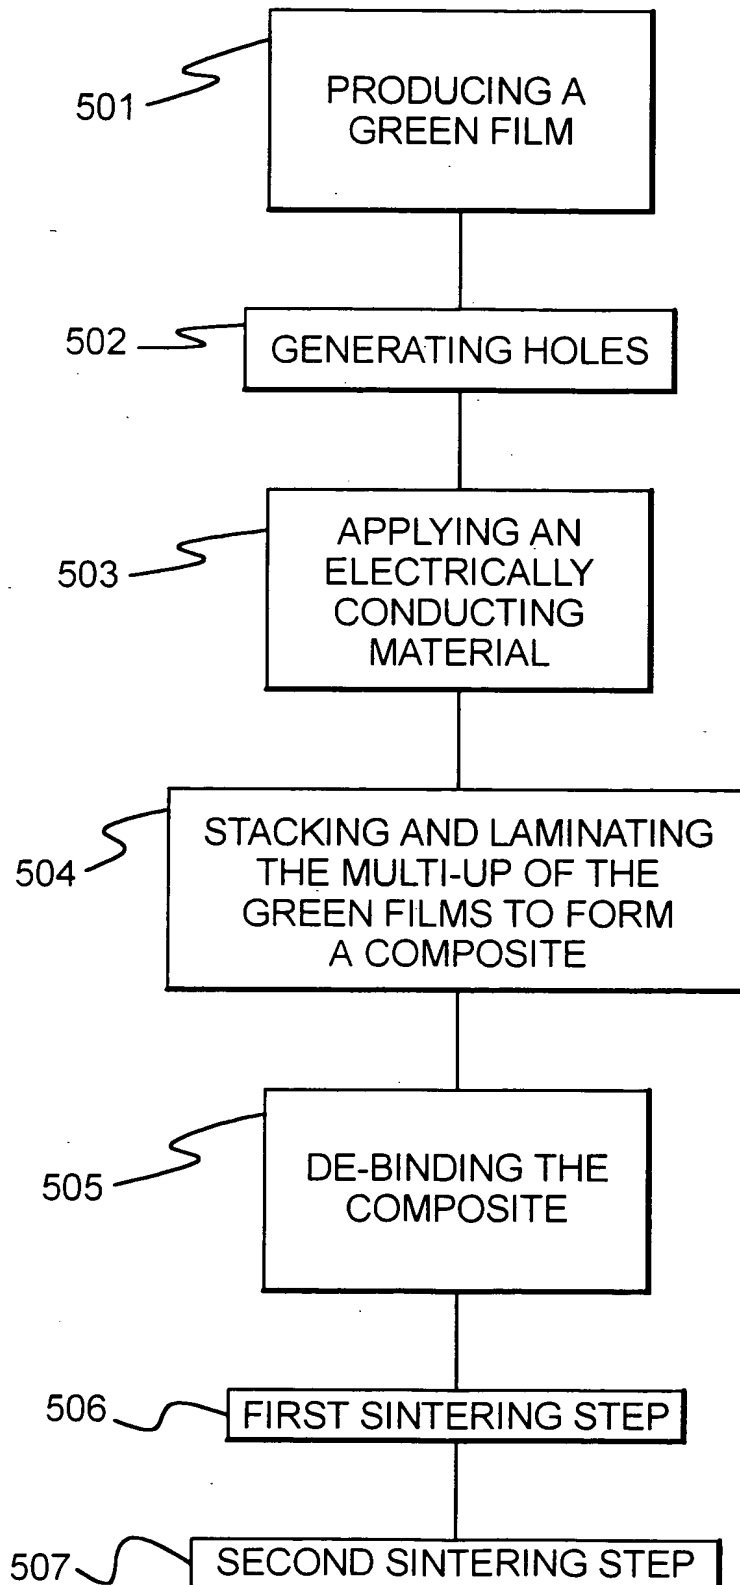 501
PRODUCING A
GREEN FILM
502
GENERATING HOLES
503
APPLYING AN
ELECTRICALLY
CONDUCTING
MATERIAL
504
STACKING AND LAMINATING
THE MULTI-UP OF THE
GREEN FILMS TO FORM
A COMPOSITE
505
DE-BINDING THE
COMPOSITE
506
FIRST SINTERING STEP
507
SECOND SINTERING STEP